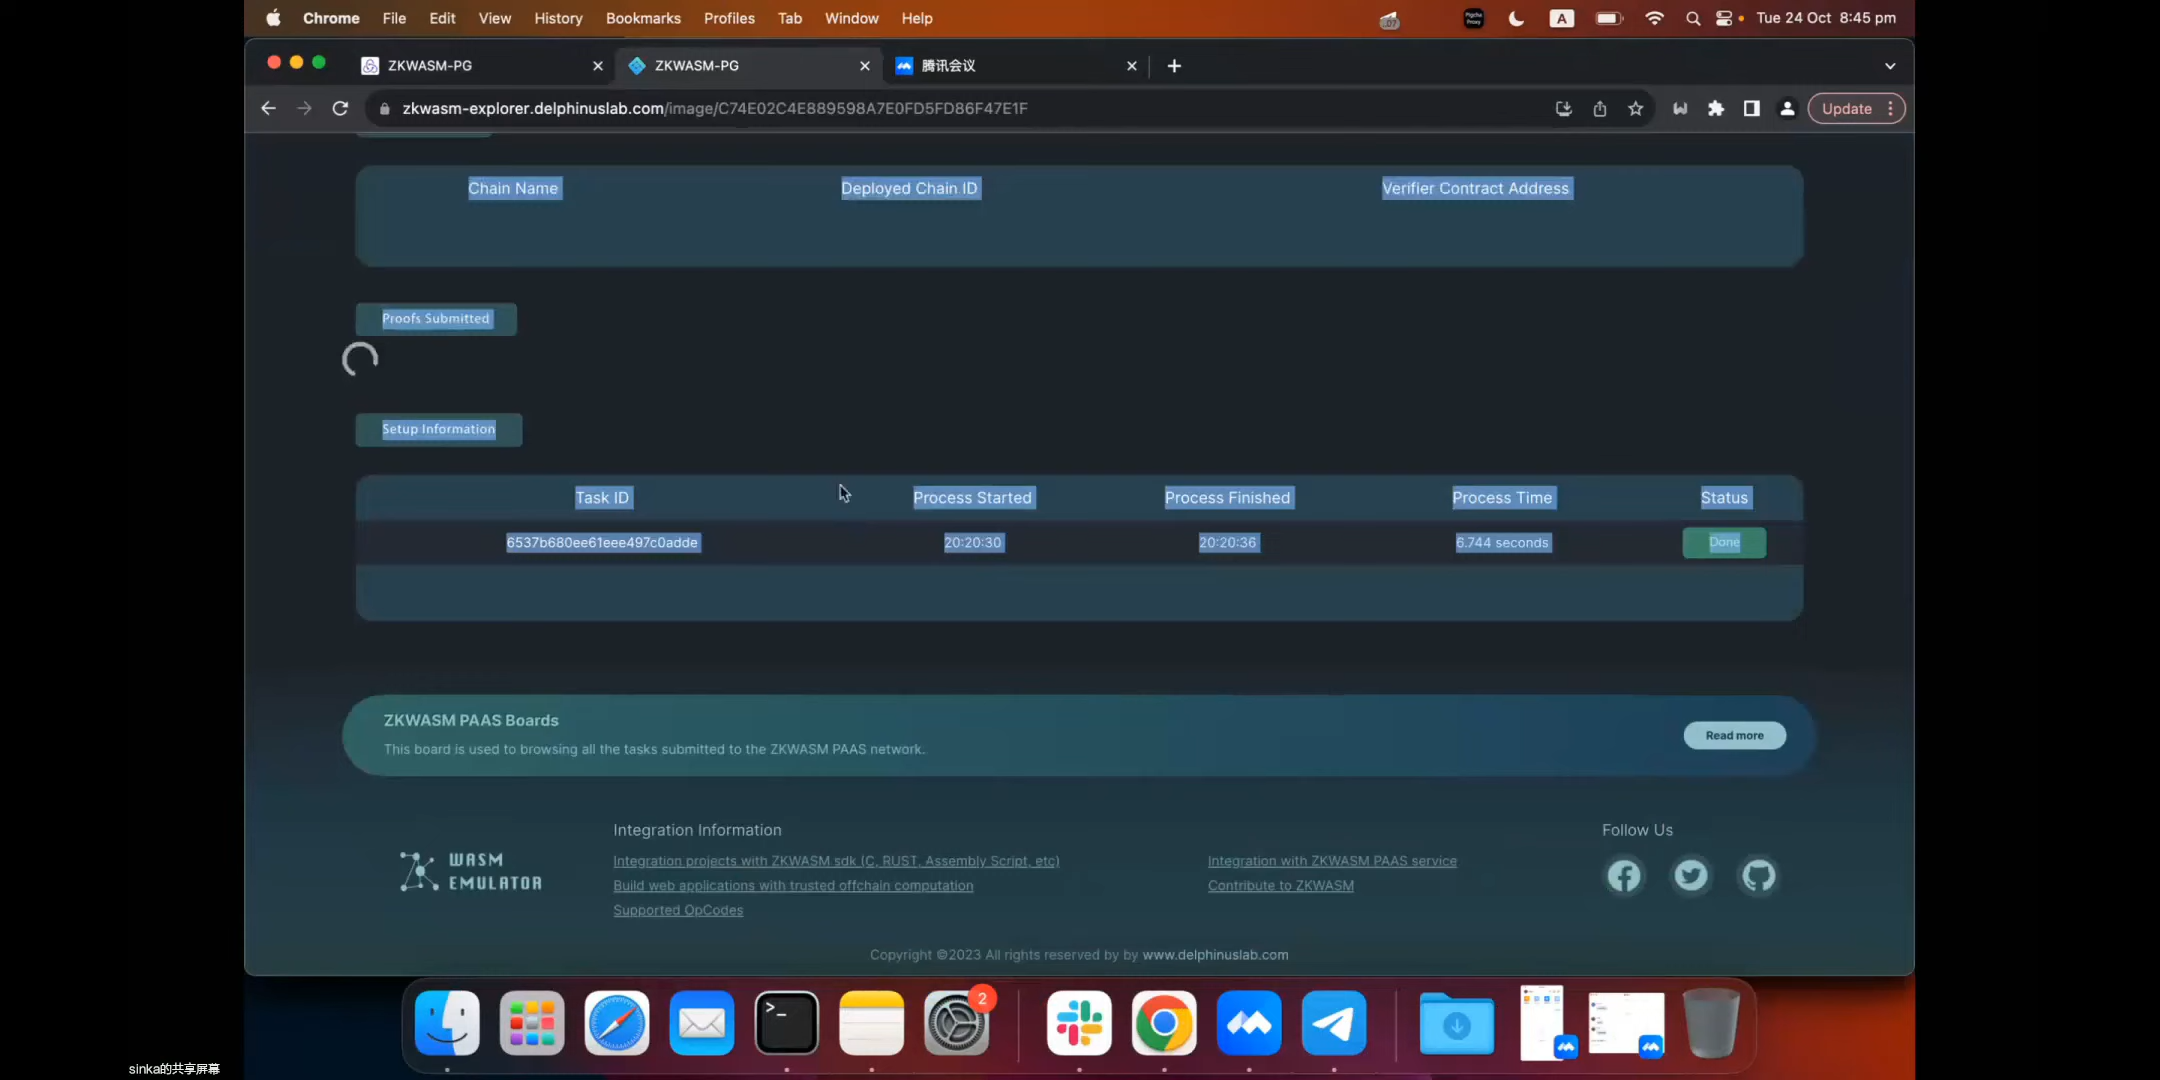 Chrome File Edit View History Bookmarks Profiles Tab Window Help
A
Tue 24 Oct 8:45 pm
ZKWASM-PG
ZKWASM-PG
腾讯会议
zkwasm-explorer.delphinuslab.com/image/C74E02C4E889598A7E0FD5FD86F47E1F
Update
Chain Name Deployed Chain ID Verifier Contract Address
Proofs Submitted
Setup Information
Task ID Process Started Process Finished Process Time Status
6537b680ee61eee497c0adde 20:20:30 20:20:36 6.744 seconds Done
ZKWASM PAAS Boards
This board is used to browsing all the tasks submitted to the ZKWASM PAAS network.
Read more
WASM
EMULATOR
Integration Information
Integration projects with ZKWASM sdk (C, RUST, Assembly Script, etc)
Build web applications with trusted offchain computation
Supported OpCodes
Integration with ZKWASM PAAS service
Contribute to ZKWASM
Follow Us
Copyright ©2023 All rights reserved by by www.delphinuslab.com
2
sinka的共享屏幕